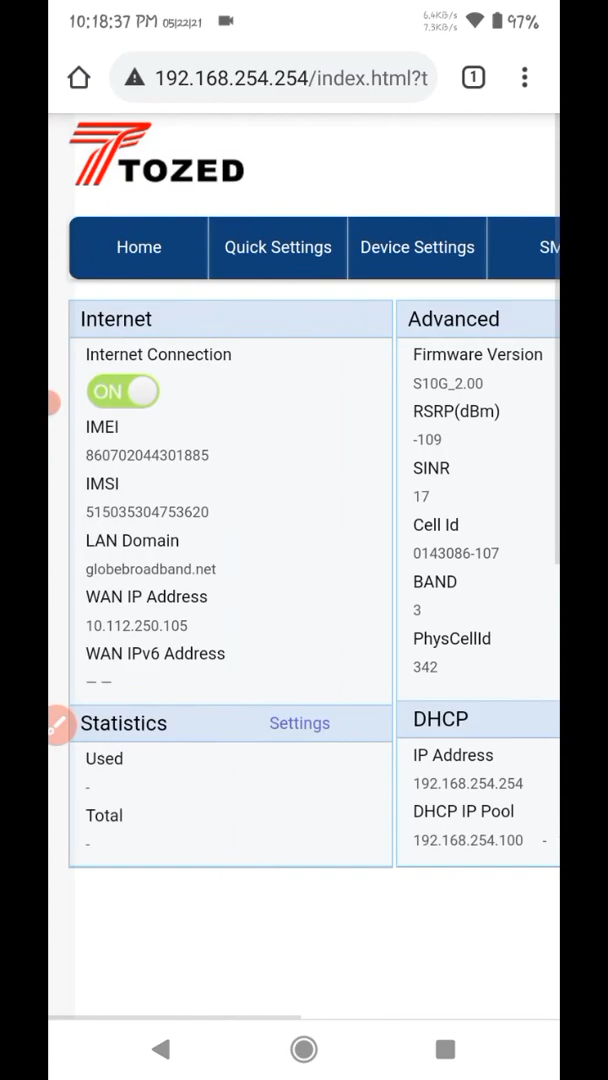 10:18:37 PM 05|22|21
6,4KB/s
7,3KB/s
97%
192.168.254.254/index.html?t
1
TOZED
Home
Quick Settings
Device Settings
SM
Internet
Internet Connection
ON
IMEI
860702044301885
IMSI
515035304753620
LAN Domain
globebroadband.net
WAN IP Address
10.112.250.105
WAN IPv6 Address
– –
Statistics
Settings
Used
-
Total
-
Advanced
Firmware Version
S10G_2.00
RSRP(dBm)
-109
SINR
17
Cell Id
0143086-107
BAND
3
PhysCellId
342
DHCP
IP Address
192.168.254.254
DHCP IP Pool
192.168.254.100 -